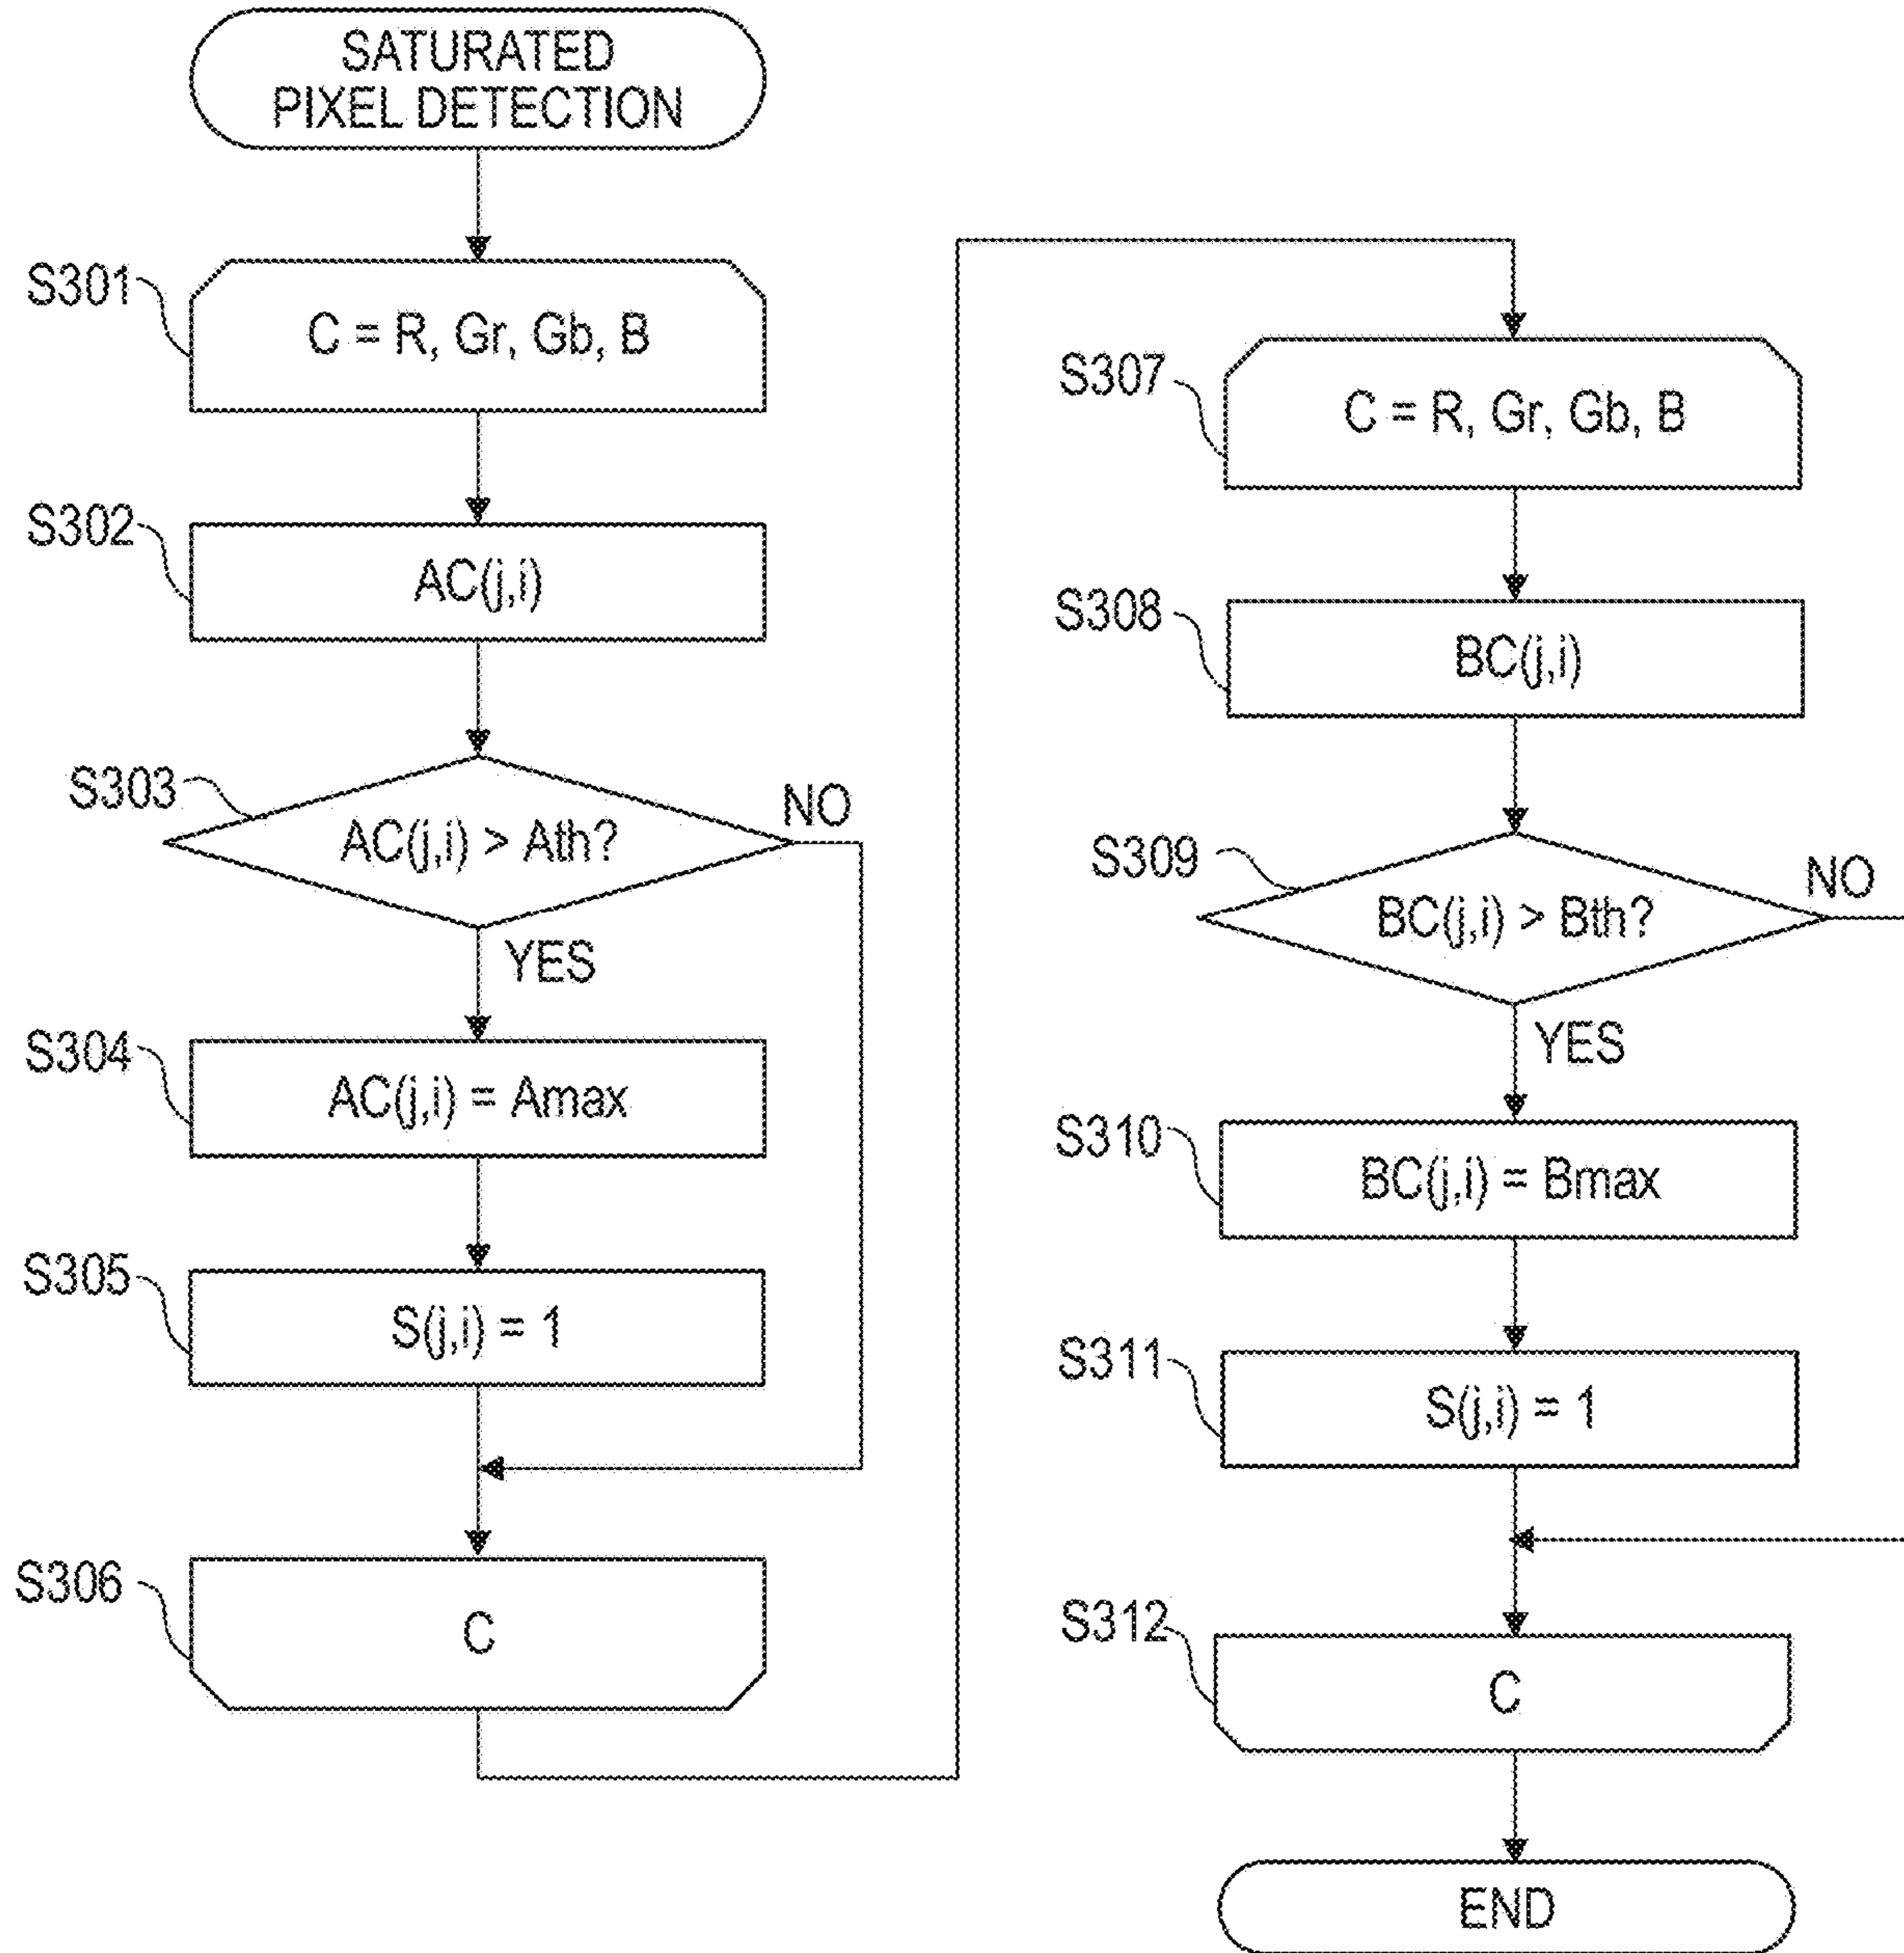 SATURATED
PIXEL DETECTION
S301
C = R, Gr, Gb, B
S302
AC(j,i)
S303
AC(j,i) > Ath?
NO
YES
S304
AC(j,i) = Amax
S305
S(j,i) = 1
S306
C
S307
C = R, Gr, Gb, B
S308
BC(j,i)
S309
BC(j,i) > Bth?
NO
YES
S310
BC(j,i) = Bmax
S311
S(j,i) = 1
S312
C
END